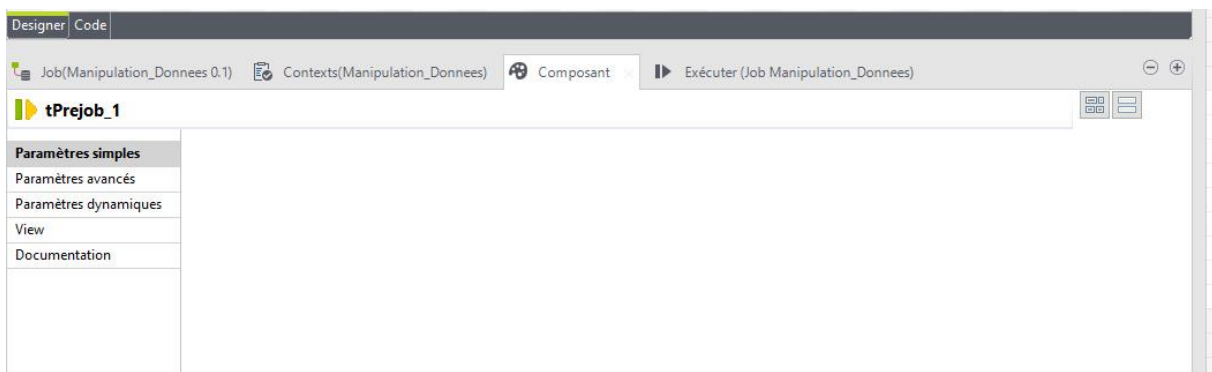 Designer Code
Job(Manipulation_Donnees 0.1) Contexts(Manipulation_Donnees) Composant Exécuter (Job Manipulation_Donnees)
tPrejob_1
Paramètres simples
Paramètres avancés
Paramètres dynamiques
View
Documentation